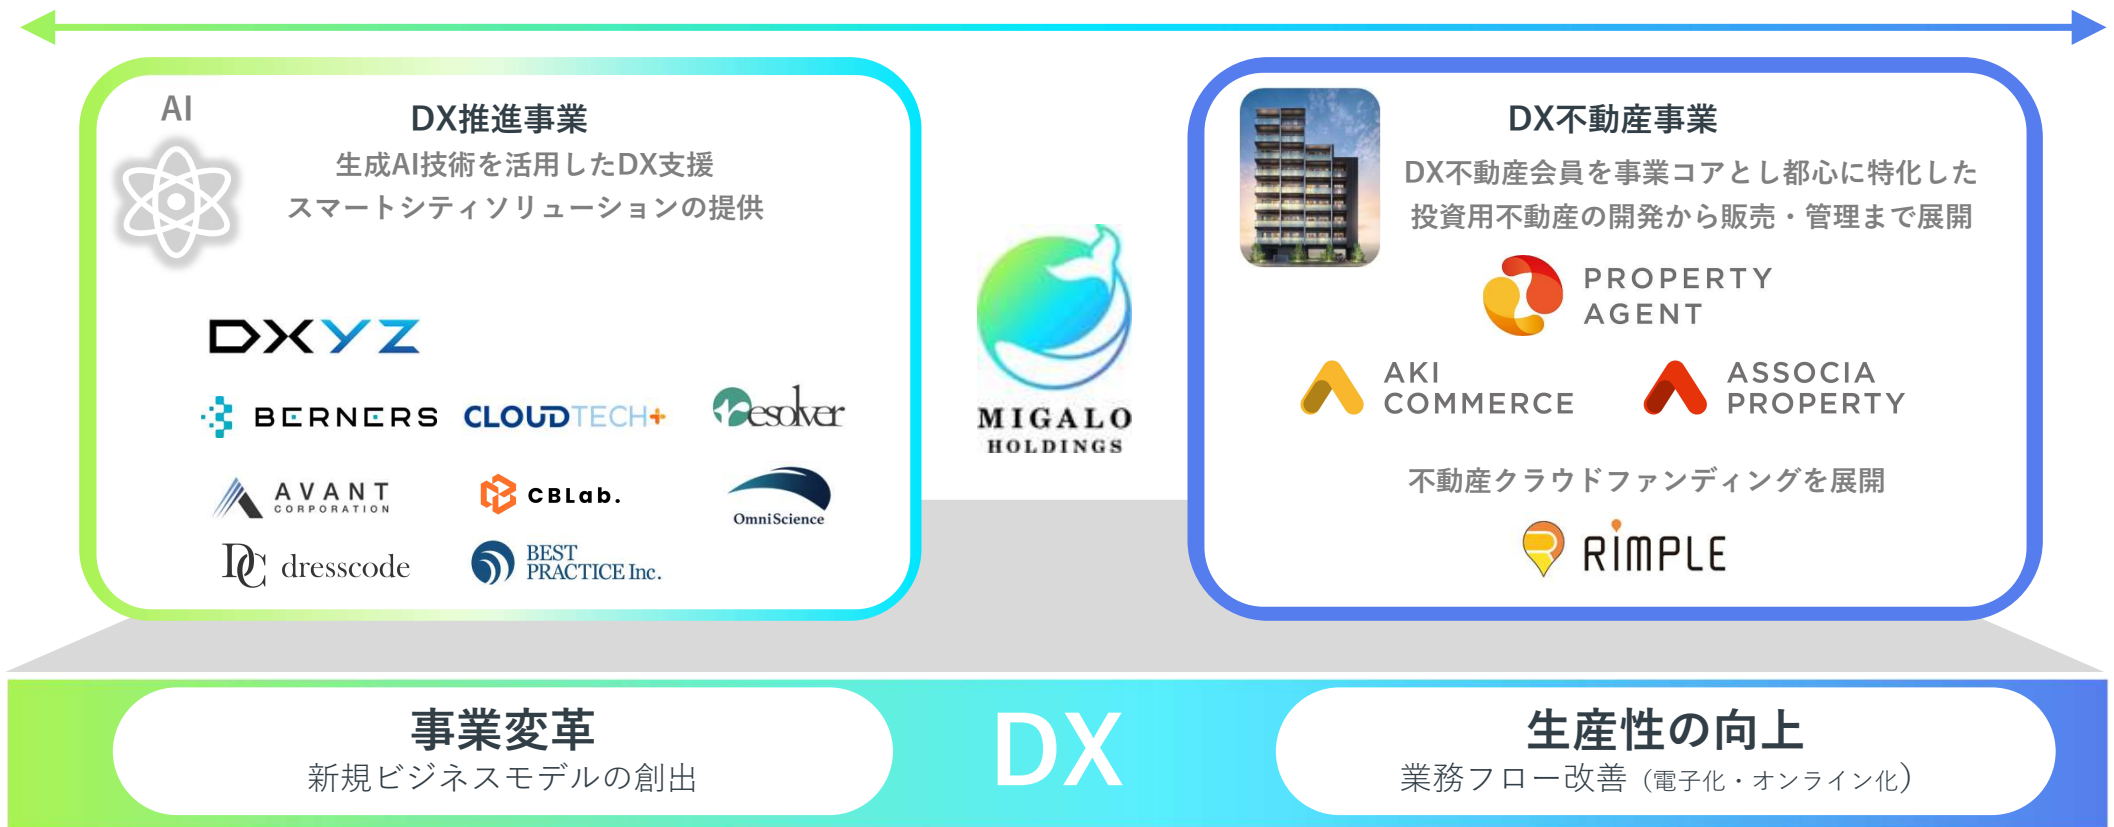 AI
DX推進事業
生成AI技術を活用したDX支援
スマートシティソリューションの提供
DXYZ
BERNERS
CLOUDTECH+
resolver
AVANT
CORPORATION
CBLab.
OmniScience
DC dresscode
BEST
PRACTICE Inc.
MIGALO
HOLDINGS
DX不動産事業
DX不動産会員を事業コアとし都心に特化した
投資用不動産の開発から販売・管理まで展開
PROPERTY
AGENT
AKI
COMMERCE
ASSOCIA
PROPERTY
不動産クラウドファンディングを展開
RIMPLE
事業変革
新規ビジネスモデルの創出
DX
生産性の向上
業務フロー改善（電子化・オンライン化）